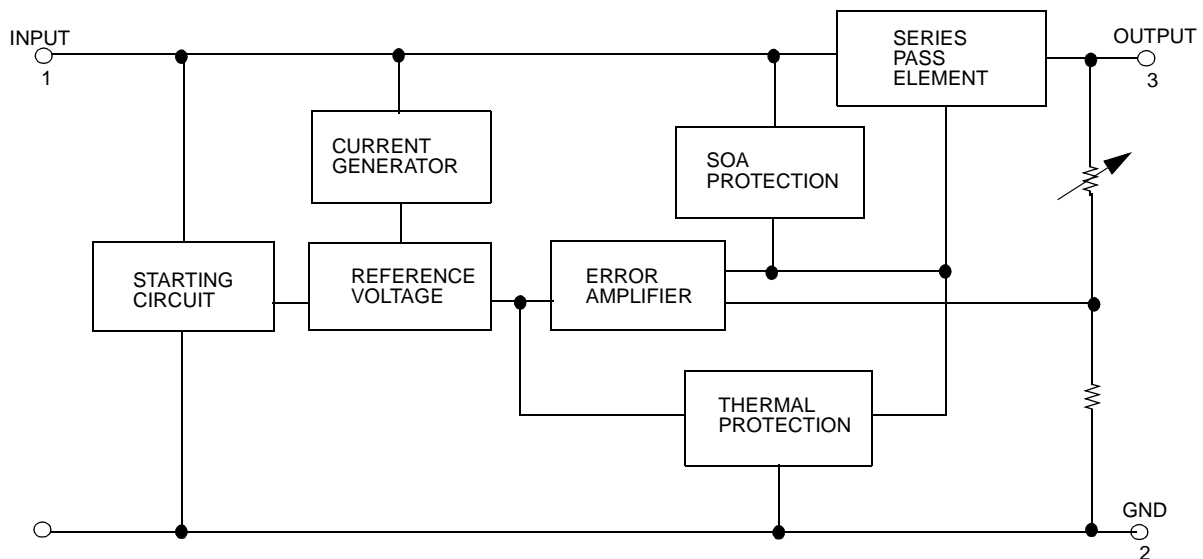 INPUT
1
SERIES
PASS
ELEMENT
OUTPUT
3
CURRENT
GENERATOR
SOA
PROTECTION
STARTING
CIRCUIT
REFERENCE
VOLTAGE
ERROR
AMPLIFIER
THERMAL
PROTECTION
GND
2